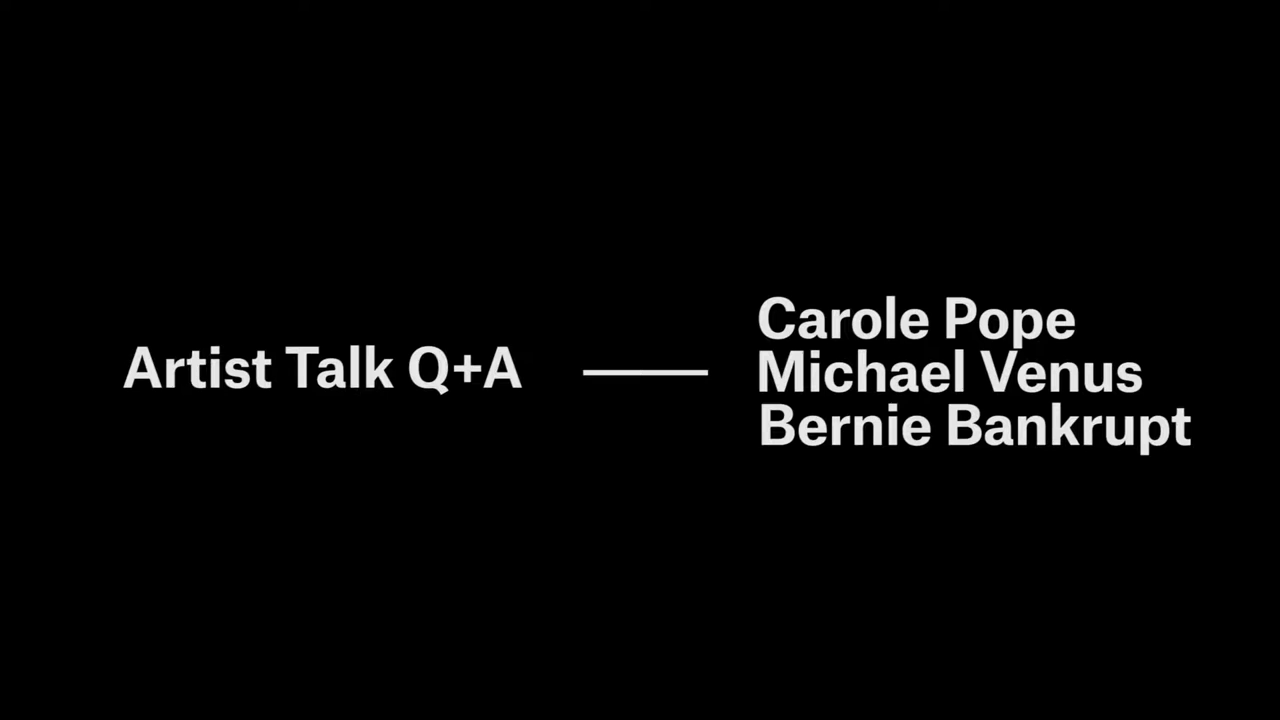 Artist Talk Q+A
Carole Pope
Michael Venus
Bernie Bankrupt